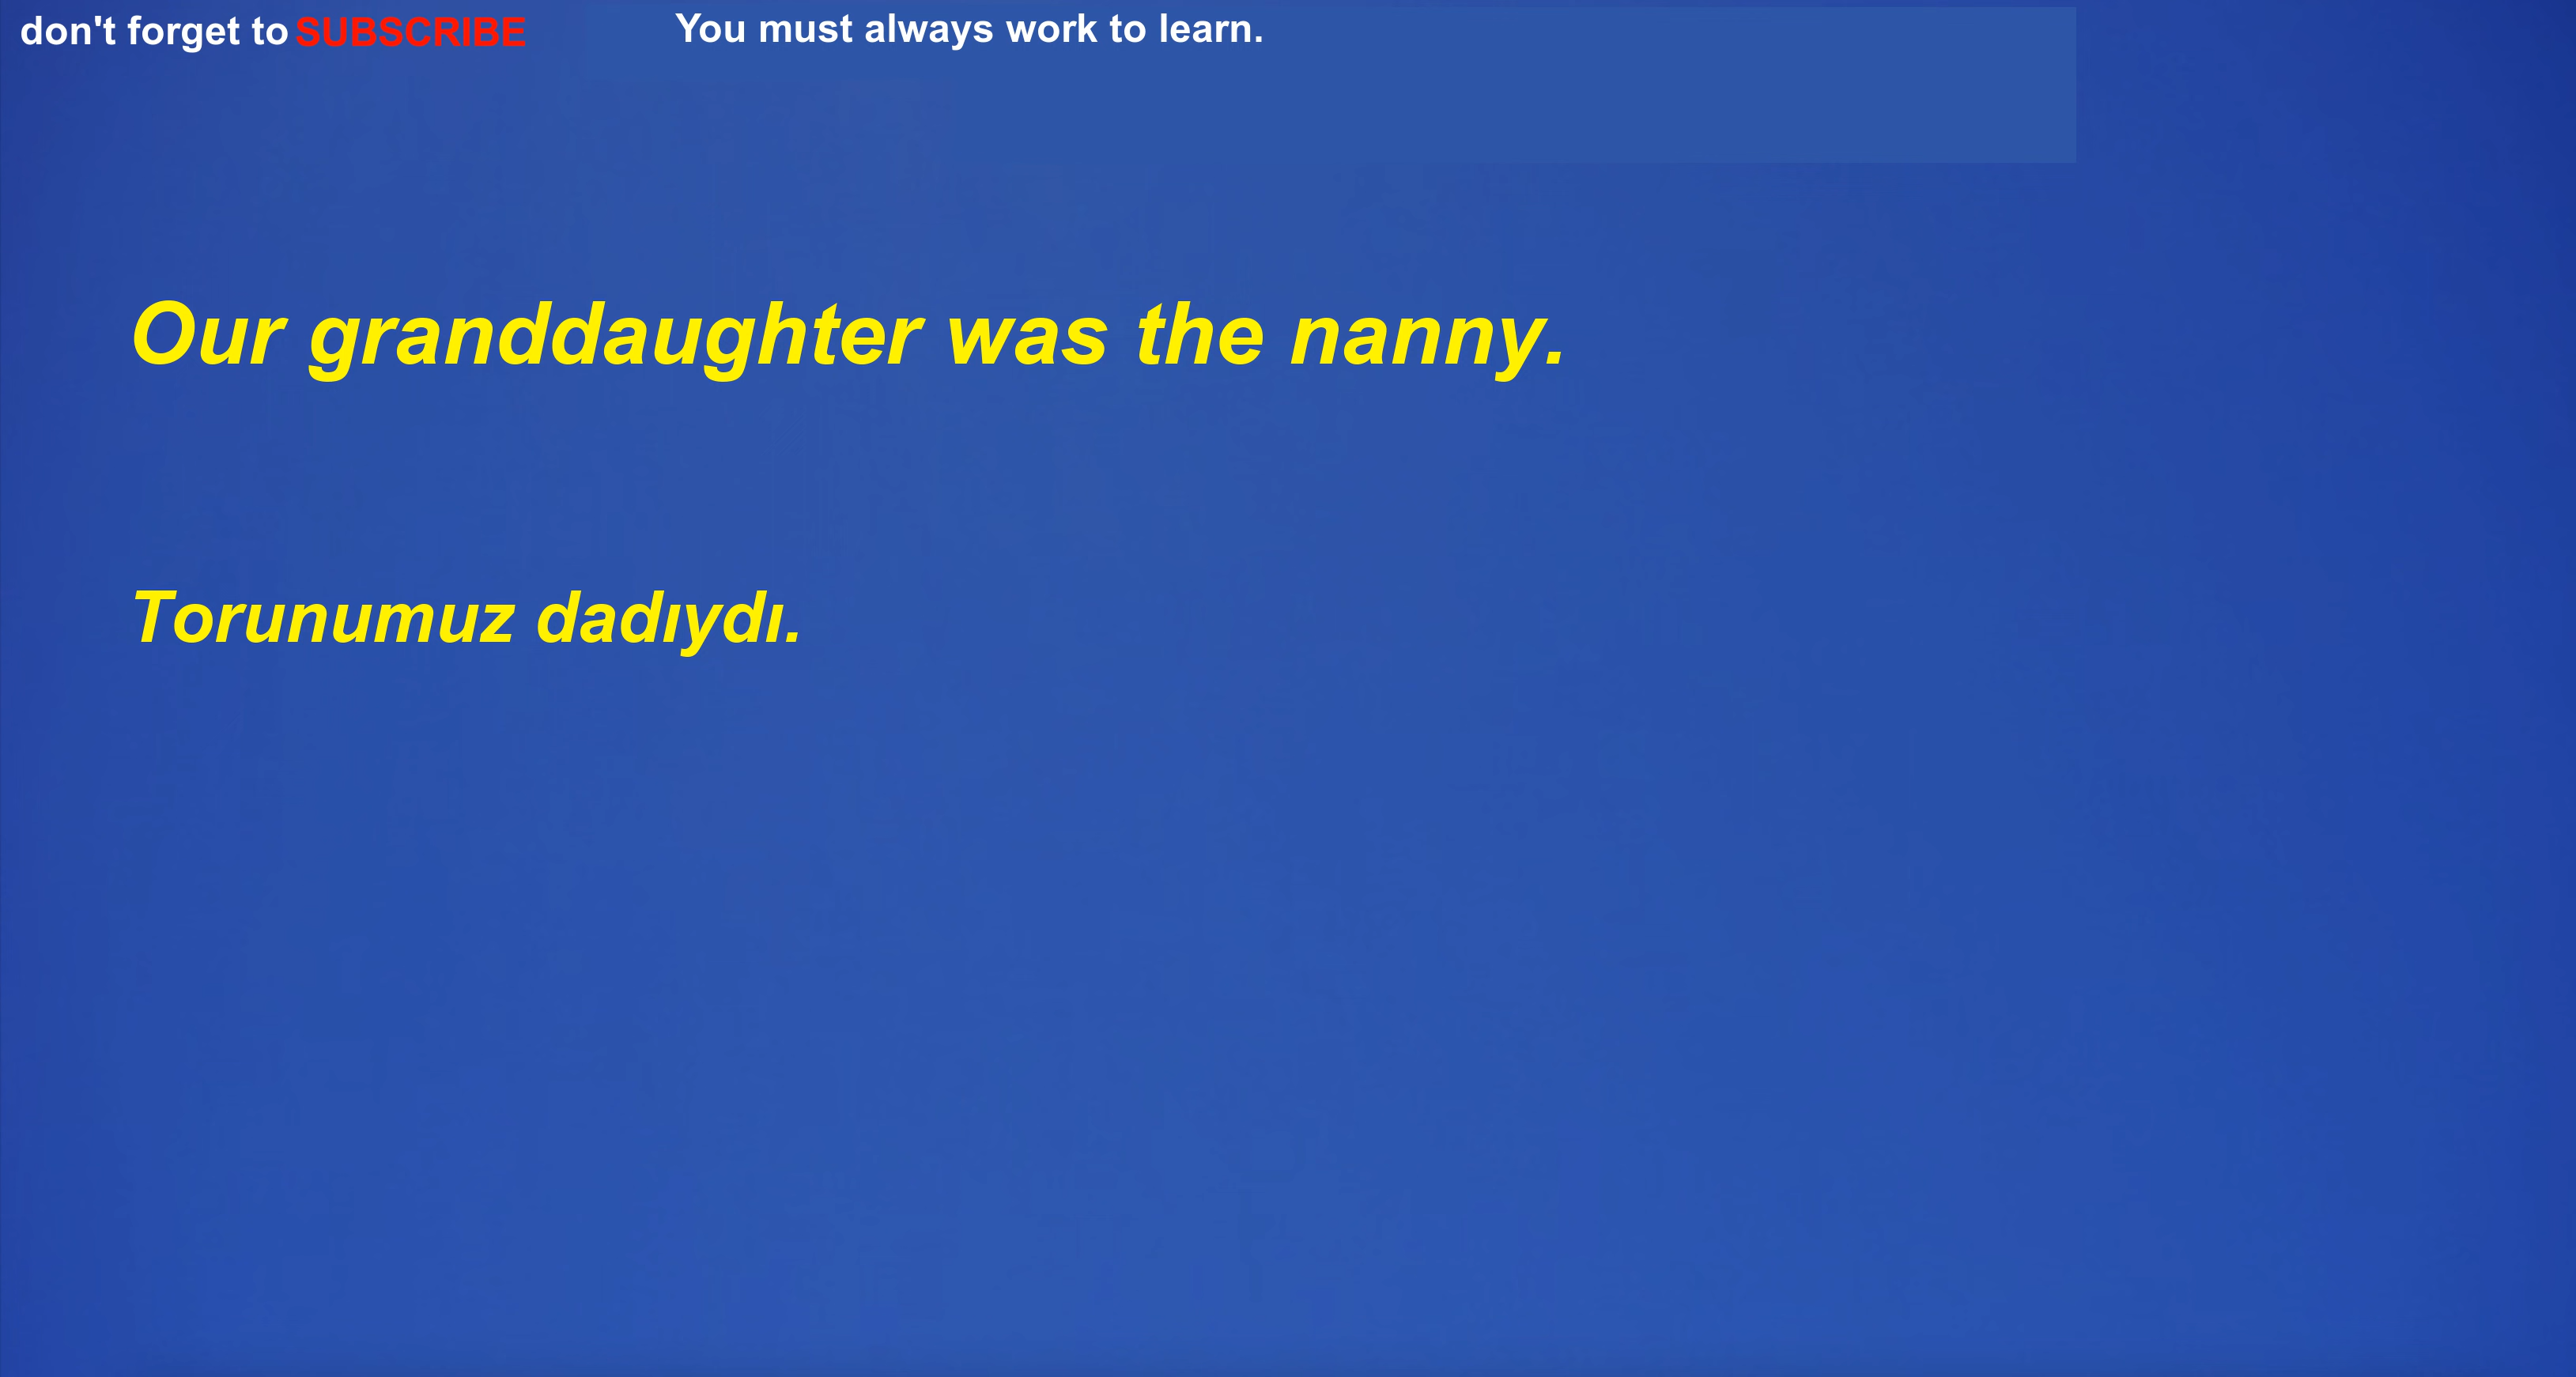 don't forget to SUBSCRIBE
You must always work to learn.
Our granddaughter was the nanny.
Torunumuz dadıydı.